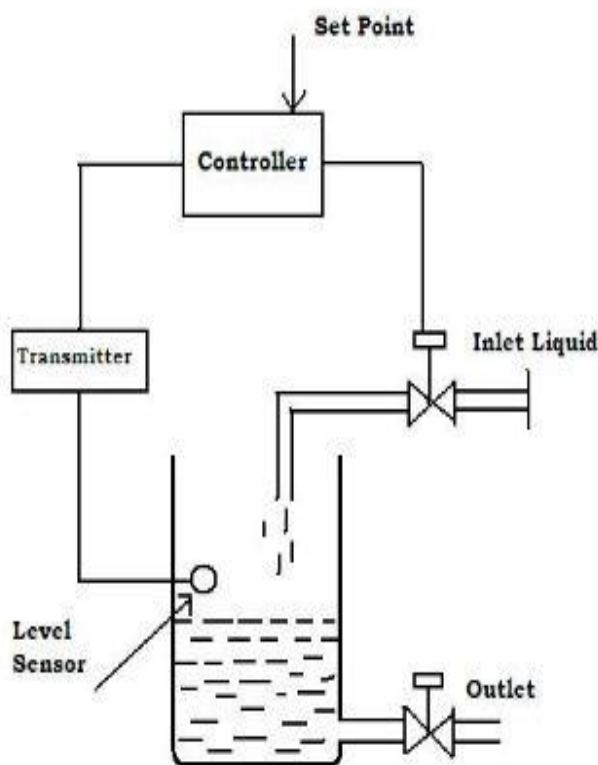 Set Point
Controller
Transmitter
Inlet Liquid
Level
Sensor
Outlet